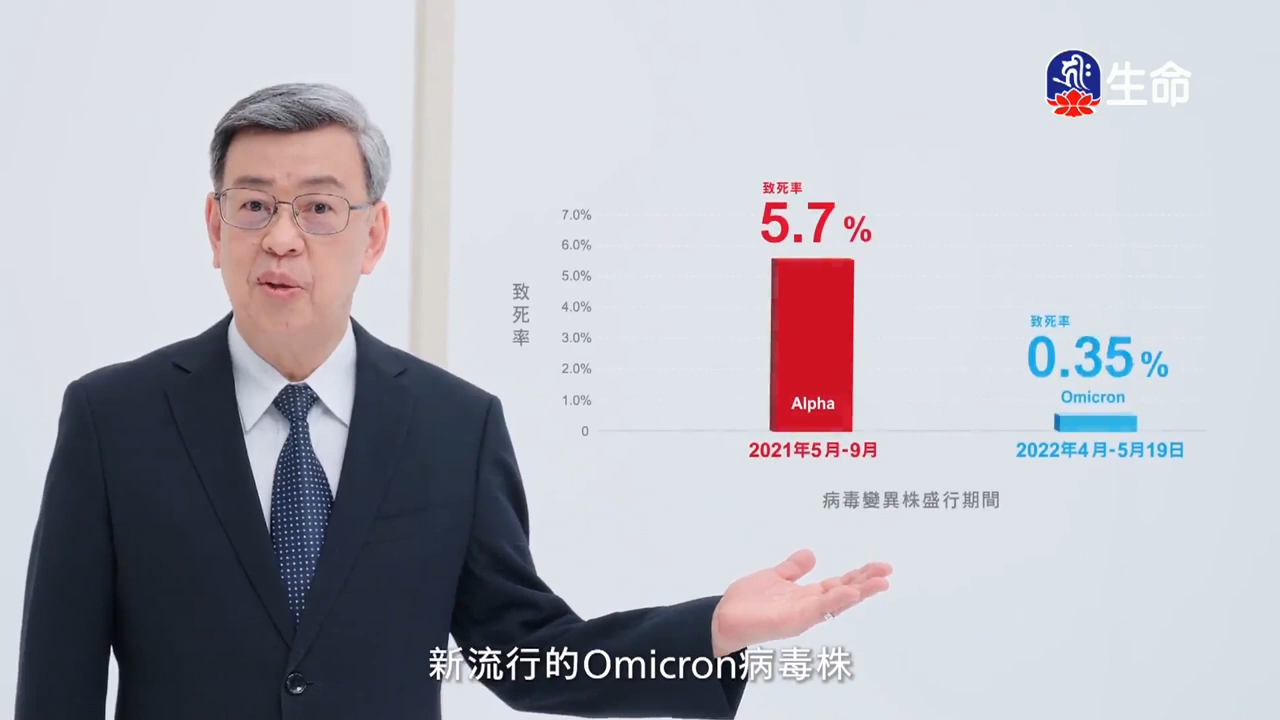 生命
致死率
5.7%
7.0%
6.0%
5.0%
4.0%
3.0%
2.0%
1.0%
0
致死率
致死率
0.35%
Omicron
Alpha
2021年5月-9月
2022年4月-5月19日
病毒變異株盛行期間
新流行的Omicron病毒株